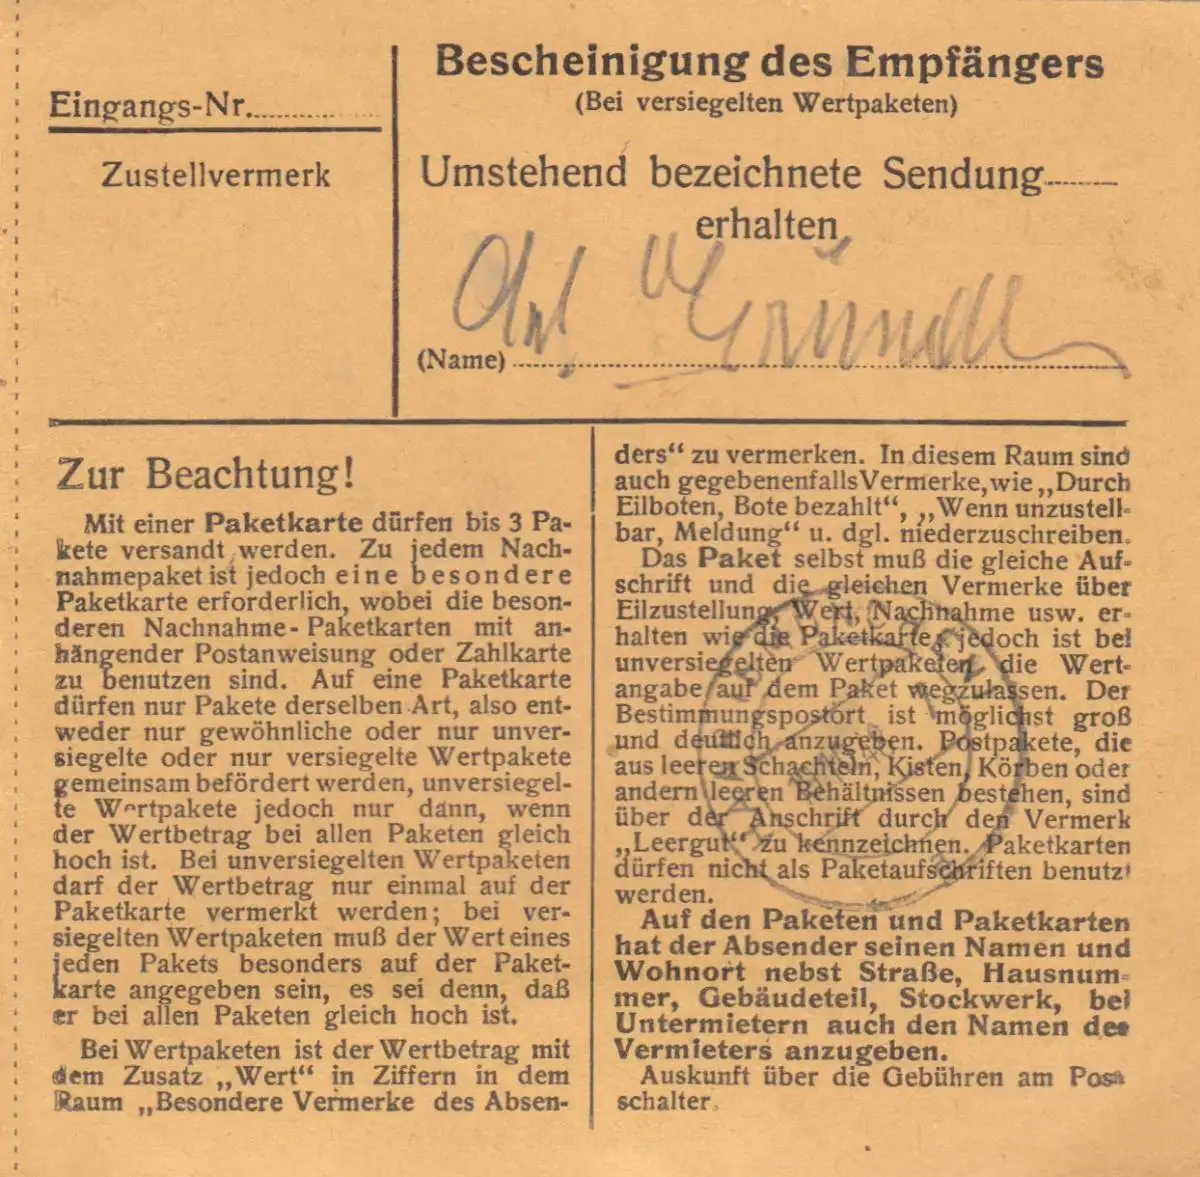 Eingangs-Nr.
Zustellvermerk
Bescheinigung des Empfängers
(Bei versiegelten Wertpaketen)
Umstehend bezeichnete Sendung
erhalten
(Name)
Zur Beachtung!
Mit einer Paketkarte dürfen bis 3 Pa-
kete versandt werden. Zu jedem Nach-
nahmepaket ist jedoch eine besondere
Paketkarte erforderlich, wobei die beson-
deren Nachnahme-Paketkarten mit an-
hängender Postanweisung oder Zahlkarte
zu benutzen sind. Auf eine Paketkarte
dürfen nur Pakete derselben Art, also ent-
weder nur gewöhnliche oder nur unver-
siegelte oder nur versiegelte Wertpakete
gemeinsam befördert werden, unversiegel-
te Wertpakete jedoch nur dann, wenn
der Wertbetrag bei allen Paketen gleich
hoch ist. Bei unversiegelten Wertpaketen
darf der Wertbetrag nur einmal auf der
Paketkarte vermerkt werden; bei ver-
siegelten Wertpaketen muß der Wert eines
jeden Pakets besonders auf der Paket-
karte angegeben sein, es sei denn, daß
er bei allen Paketen gleich hoch ist.
Bei Wertpaketen ist der Wertbetrag mit
dem Zusatz „Wert“ in Ziffern in dem
Raum „Besondere Vermerke des Absen-
ders“ zu vermerken. In diesem Raum sind
auch gegebenenfalls Vermerke, wie „Durch
Eilboten, Bote bezahlt“, „Wenn unzustell-
bar, Meldung“ u. dgl. niederzuschreiben.
Das Paket selbst muß die gleiche Auf-
schrift und die gleichen Vermerke über
Eilzustellung, Wert, Nachnahme usw. er-
halten wie die Paketkarte, jedoch ist bei
unversiegelten Wertpaketen die Wert-
angabe auf dem Paket wegzulassen. Der
Bestimmungspostort ist möglichst groß
und deutlich anzugeben. Postpakete, die
aus leeren Schachteln, Kisten, Körben oder
andern leeren Behältnissen bestehen, sind
über der Anschrift durch den Vermerk
„Leergut“ zu kennzeichnen. Paketkarten
dürfen nicht als Paketaufschriften benutzt
werden.
Auf den Paketen und Paketkarten
hat der Absender seinen Namen und
Wohnort nebst Straße, Hausnum-
mer, Gebäudeteil, Stockwerk, bei
Untermietern auch den Namen des
Vermieters anzugeben.
Auskunft über die Gebühren am Post
schalter.